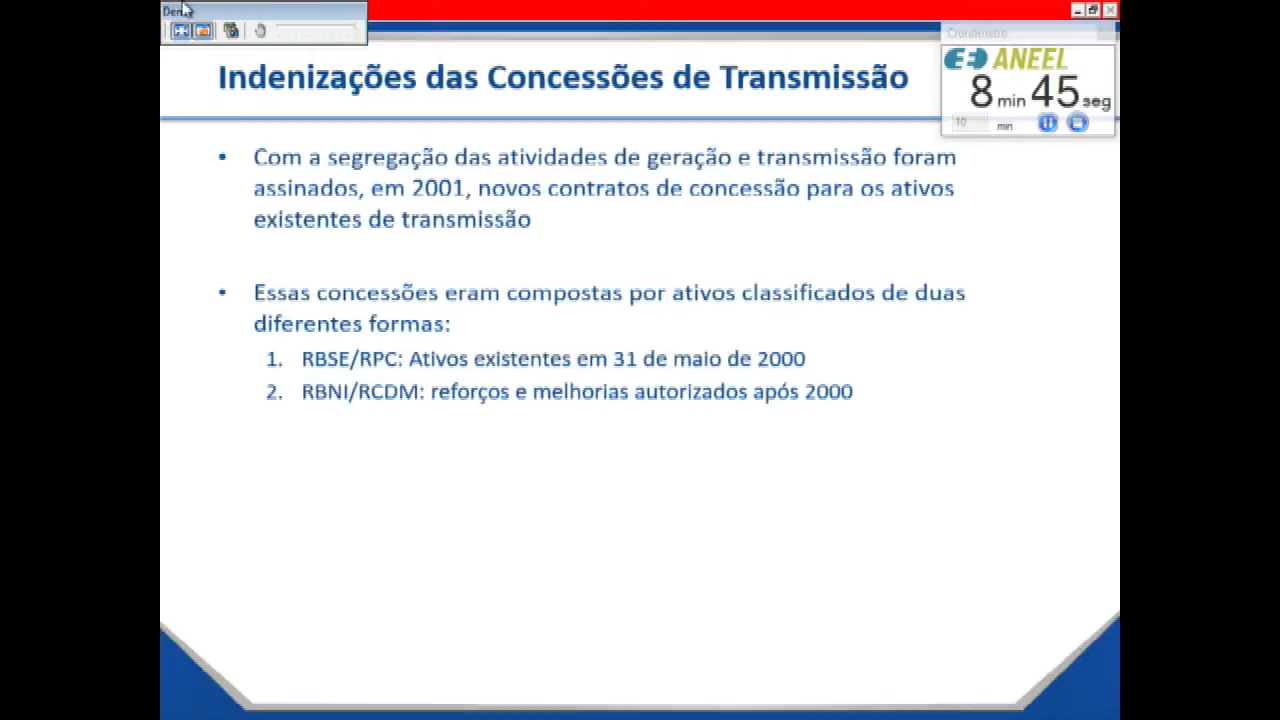 Indenizações das Concessões de Transmissão
Cronômetro
ANEEL
8 min 45 seg
10 min
• Com a segregação das atividades de geração e transmissão foram
assinados, em 2001, novos contratos de concessão para os ativos
existentes de transmissão
• Essas concessões eram compostas por ativos classificados de duas
diferentes formas:
1. RBSE/RPC: Ativos existentes em 31 de maio de 2000
2. RBNI/RCDM: reforços e melhorias autorizados após 2000